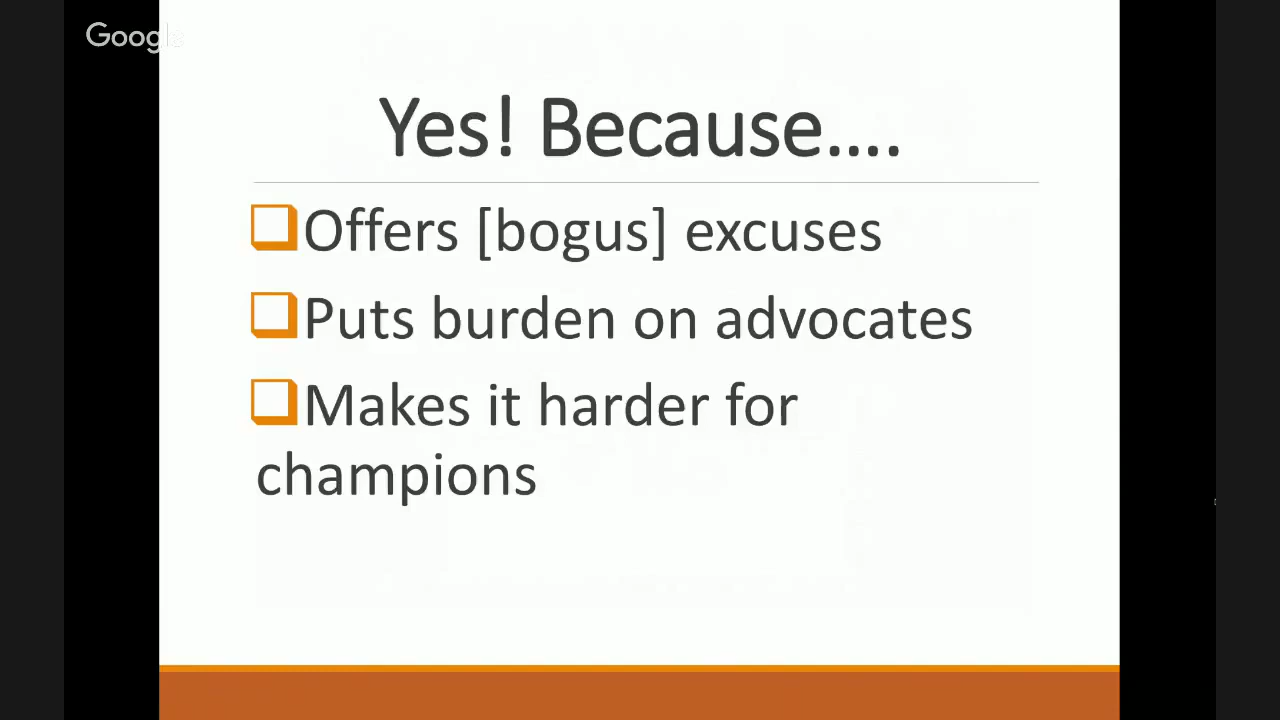 Google
Yes! Because....
Offers [bogus] excuses
Puts burden on advocates
Makes it harder for
champions